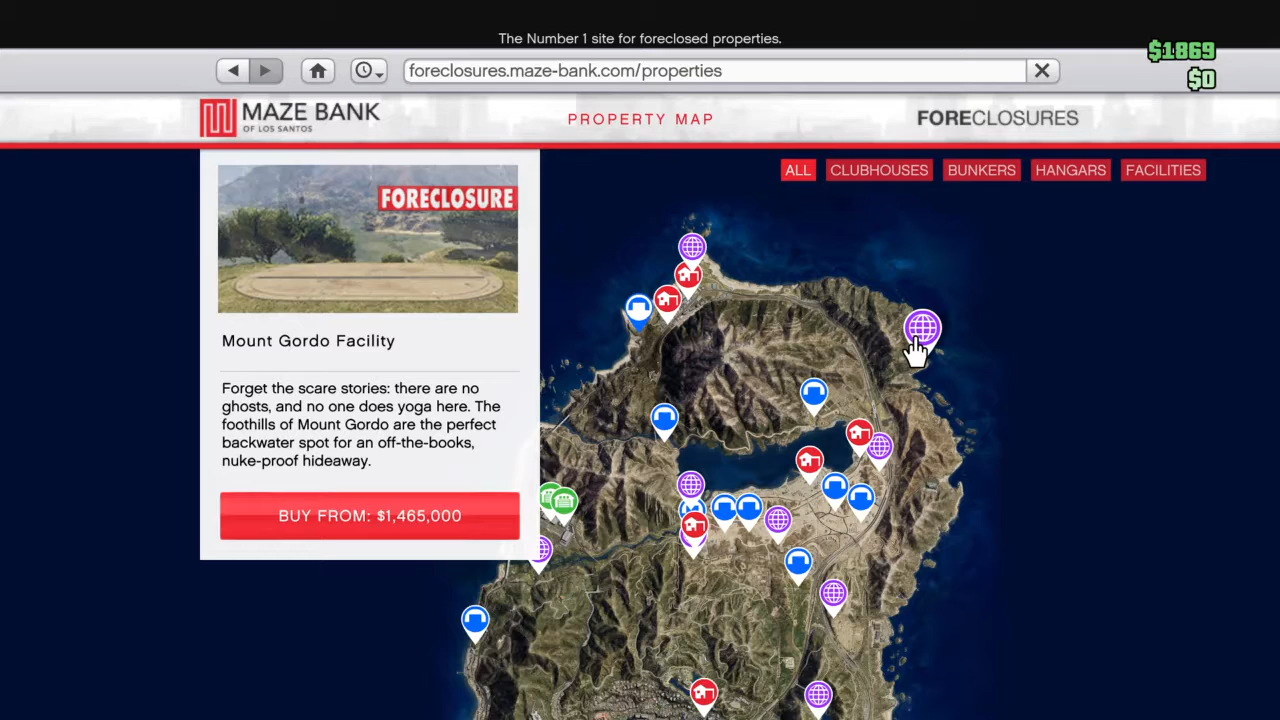 The Number 1 site for foreclosed properties.
$1869
foreclosures.maze-bank.com/properties
$0
MAZE BANK
OF LOS SANTOS
PROPERTY MAP
FORECLOSURES
ALL
CLUBHOUSES
BUNKERS
HANGARS
FACILITIES
FORECLOSURE
Mount Gordo Facility
Forget the scare stories: there are no
ghosts, and no one does yoga here. The
foothills of Mount Gordo are the perfect
backwater spot for an off-the-books,
nuke-proof hideaway.
BUY FROM: $1,465,000